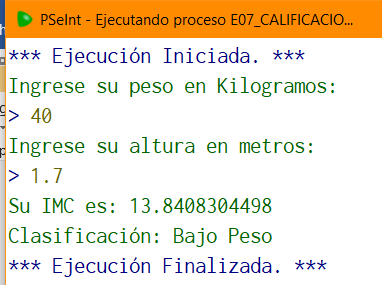 PSeInt - Ejecutando proceso E07_CALIFICACIO...
*** Ejecución Iniciada. ***
Ingrese su peso en Kilogramos:
> 40
Ingrese su altura en metros:
> 1.7
Su IMC es: 13.8408304498
Clasificación: Bajo Peso
*** Ejecución Finalizada. ***